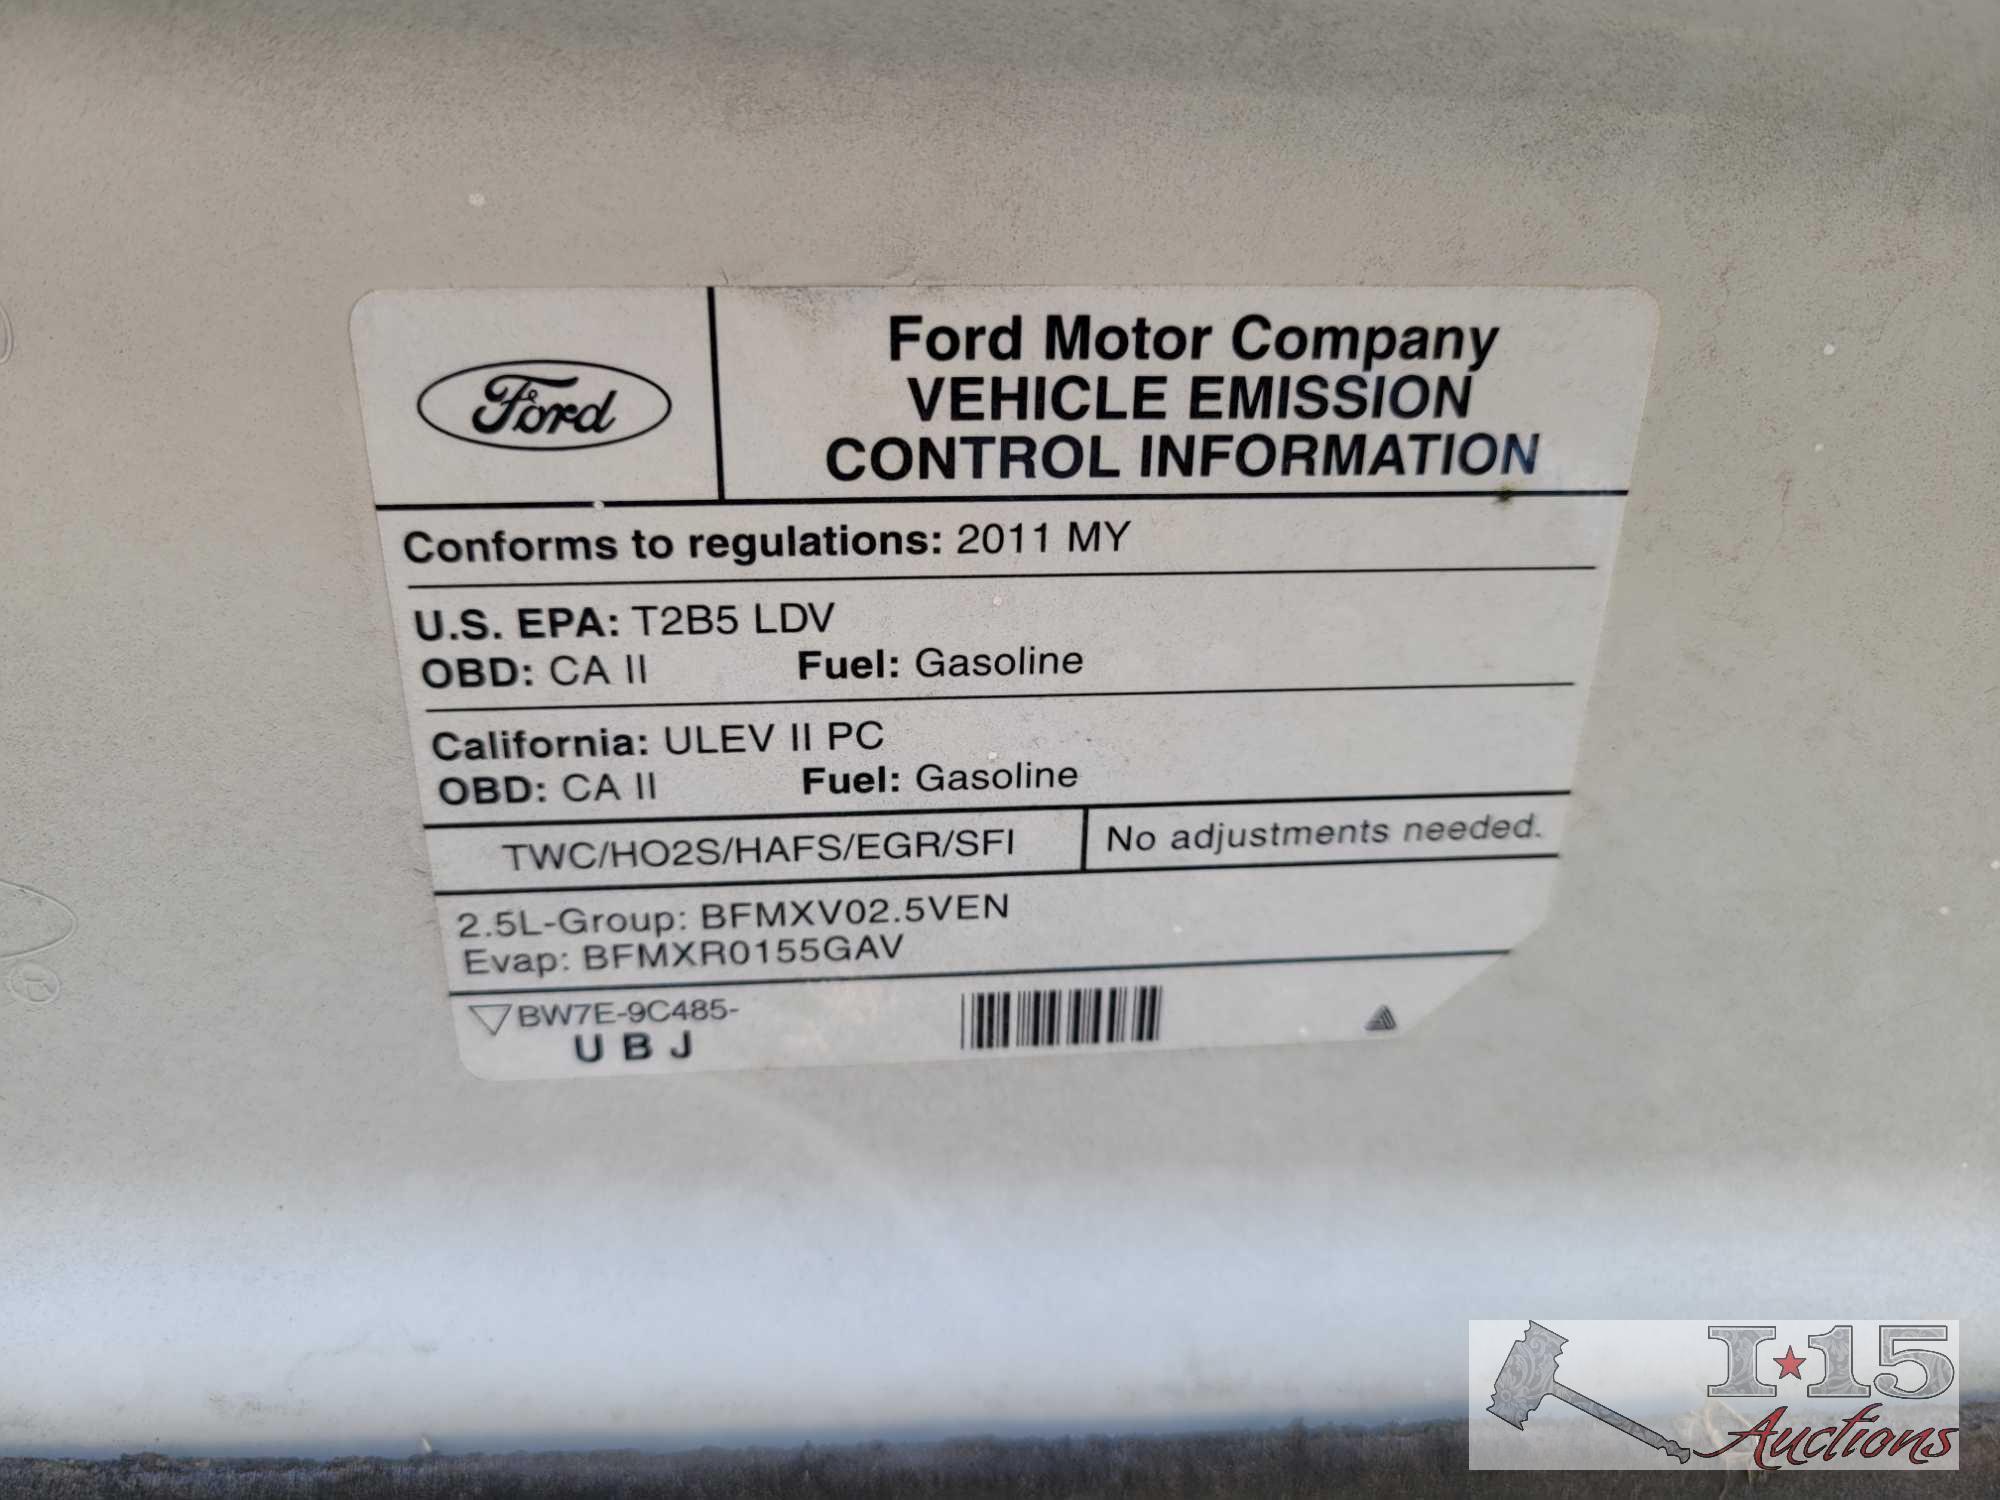 Ford
Ford Motor Company
VEHICLE EMISSION
CONTROL INFORMATION
Conforms to regulations: 2011 MY
U.S. EPA: T2B5 LDV
OBD: CA II Fuel: Gasoline
California: ULEV II PC
OBD: CA II Fuel: Gasoline
TWC/HO2S/HAFS/EGR/SFI No adjustments needed.
2.5L-Group: BFMXV02.5VEN
Evap: BFMXR0155GAV
BW7E-9C485-
U B J
I★15
Auctions